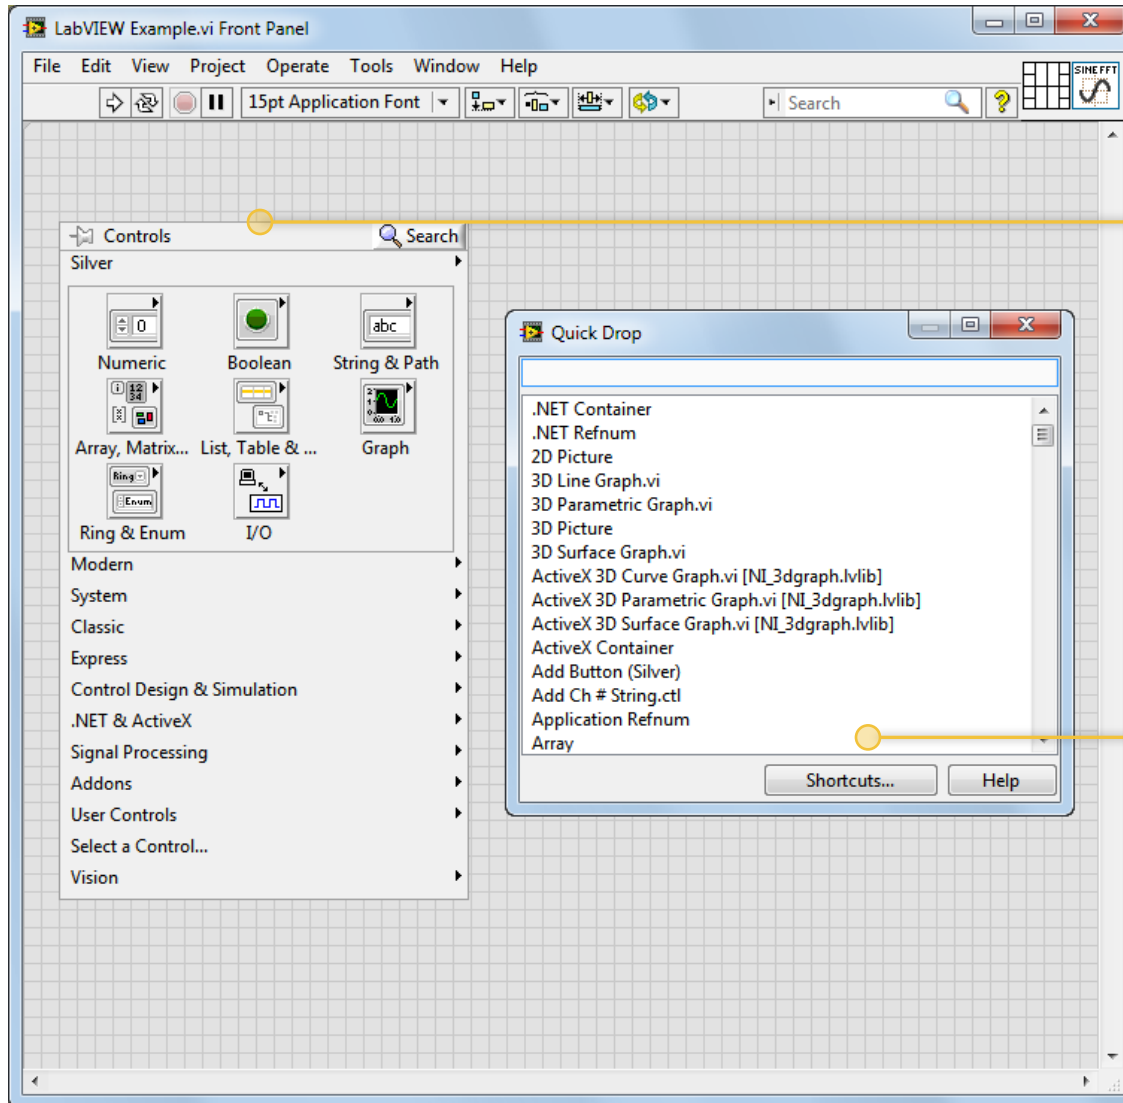 LabVIEW Example.vi Front Panel
File Edit View Project Operate Tools Window Help
15pt Application Font
Search
SINE FFT
Controls
Search
Silver
0
abc
Numeric Boolean String & Path
Array, Matrix... List, Table & ... Graph
Ring
Enum
Ring & Enum I/O
Modern
System
Classic
Express
Control Design & Simulation
.NET & ActiveX
Signal Processing
Addons
User Controls
Select a Control...
Vision
Quick Drop
.NET Container
.NET Refnum
2D Picture
3D Line Graph.vi
3D Parametric Graph.vi
3D Picture
3D Surface Graph.vi
ActiveX 3D Curve Graph.vi [NI_3dgraph.lvlib]
ActiveX 3D Parametric Graph.vi [NI_3dgraph.lvlib]
ActiveX 3D Surface Graph.vi [NI_3dgraph.lvlib]
ActiveX Container
Add Button (Silver)
Add Ch # String.ctl
Application Refnum
Array
Shortcuts... Help